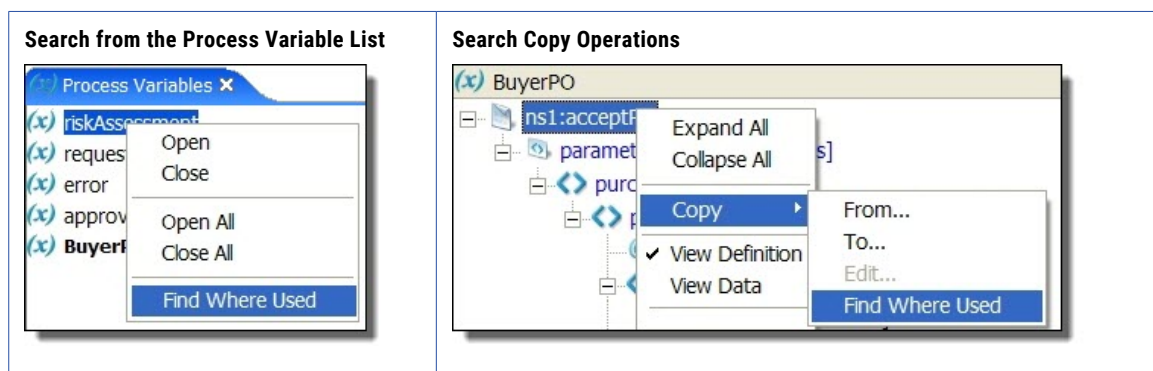 Search from the Process Variable List
(x) Process Variables
(x) riskAssessment
Open
(x) reques
Close
(x) error
(x) approv
Open All
(x) BuyerP
Close All
Find Where Used
Search Copy Operations
(x) BuyerPO
ns1:acceptP
Expand All
paramet
s]
Collapse All
purc
Copy
From...
p
To...
View Definition
Edit...
View Data
Find Where Used